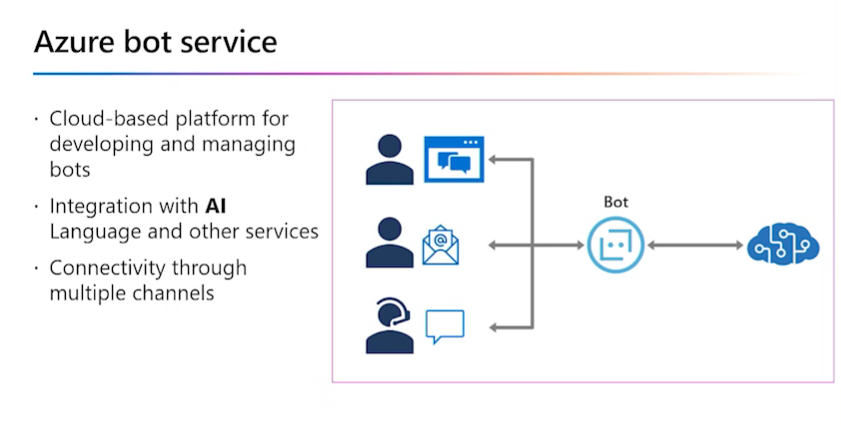 Azure bot service
· Cloud-based platform for
developing and managing
bots
· Integration with AI
Language and other services
· Connectivity through
multiple channels
Bot
@